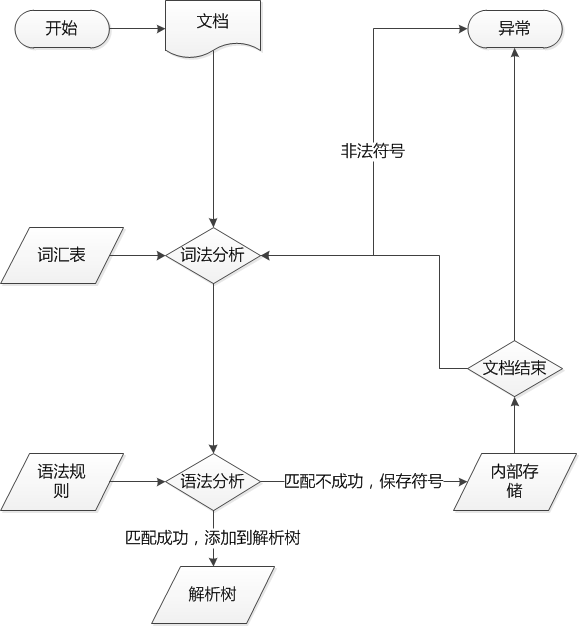 开始
文档
异常
非法符号
词汇表
词法分析
文档结束
语法规
则
语法分析
匹配不成功，保存符号
内部存
储
匹配成功，添加到解析树
解析树